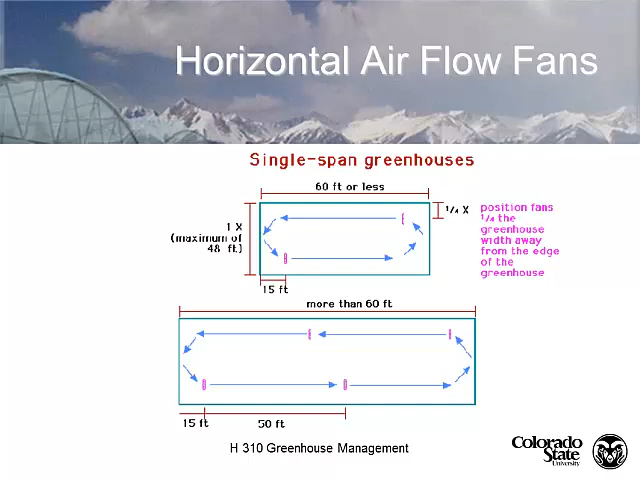 Horizontal Air Flow Fans
Single-span greenhouses
60 ft or less
1 X
(maximum of
48 ft)
1/4 X
position fans
1/4 the
greenhouse
width away
from the edge
of the
greenhouse
15 ft
more than 60 ft
15 ft
50 ft
H 310 Greenhouse Management
Colorado
State
University